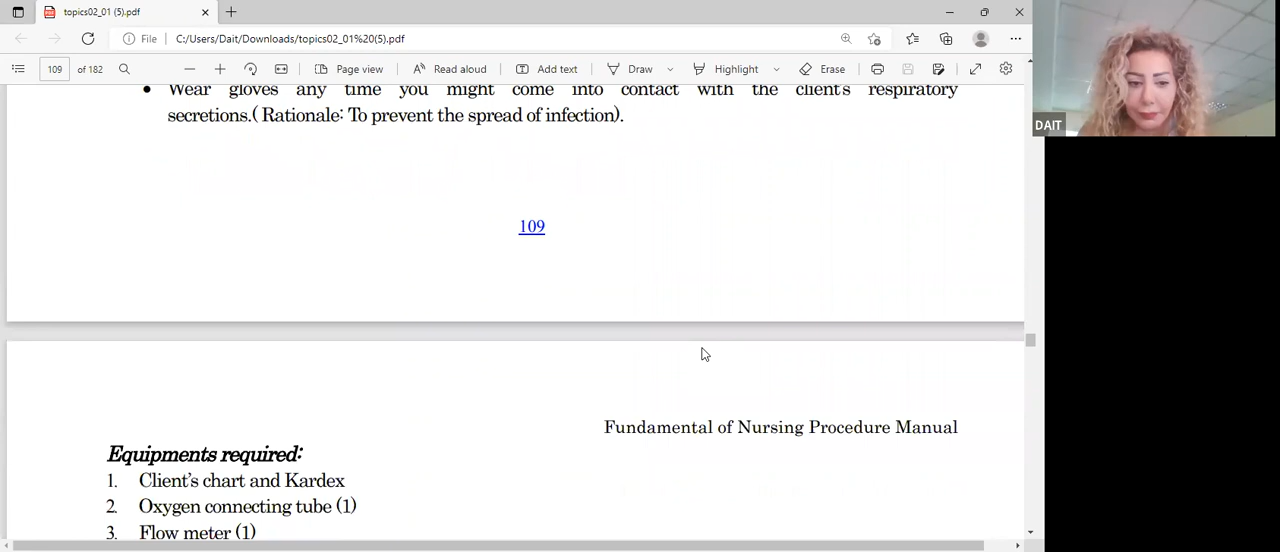 topics02_01 (5).pdf
File C:/Users/Dait/Downloads/topics02_01%20(5).pdf
109 of 182 Page view Read aloud Add text Draw Highlight Erase
DAIT
• Wear gloves any time you might come into contact with the client's respiratory
secretions.( Rationale: To prevent the spread of infection).
109
Fundamental of Nursing Procedure Manual
Equipments required:
1. Client's chart and Kardex
2. Oxygen connecting tube (1)
3. Flow meter (1)